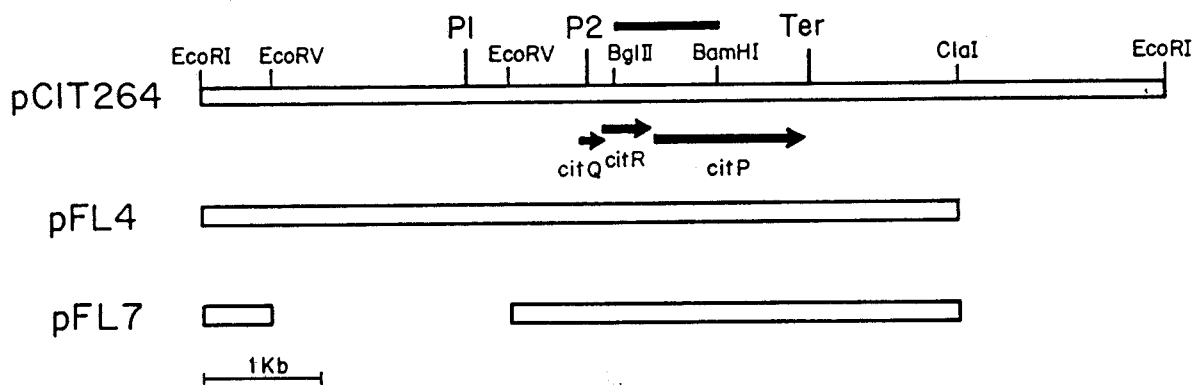 P1 P2 Ter
EcoRI EcoRV EcoRV BglII BamHI ClaI EcoRI
pCIT264
citQ citR citP
pFL4
pFL7
1Kb